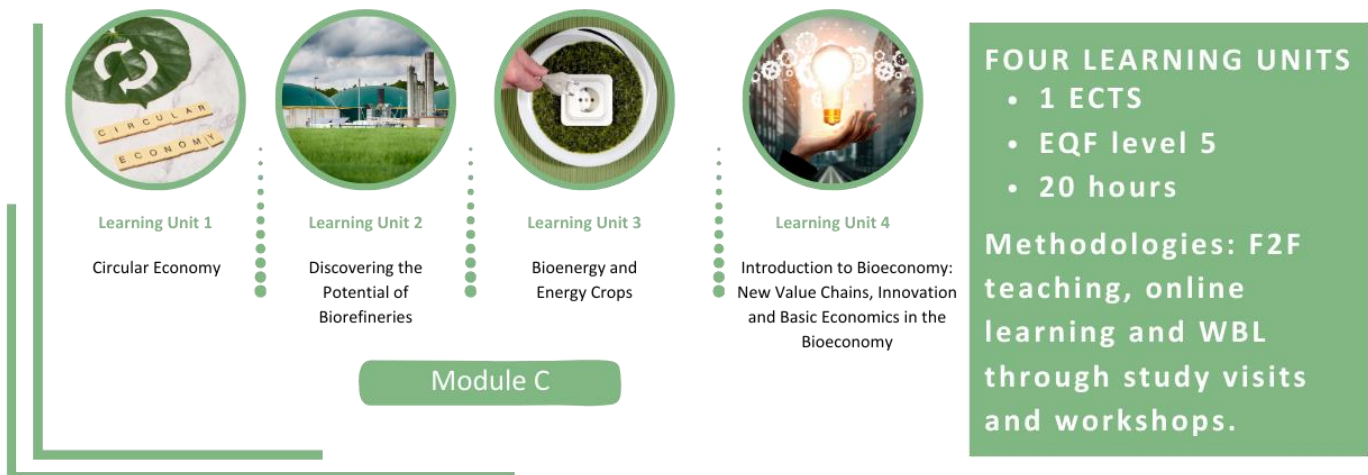 CIRCULAR
ECONOMY
Learning Unit 1
Circular Economy
Learning Unit 2
Discovering the
Potential of
Biorefineries
Learning Unit 3
Bioenergy and
Energy Crops
Learning Unit 4
Introduction to Bioeconomy:
New Value Chains, Innovation
and Basic Economics in the
Bioeconomy
Module C
FOUR LEARNING UNITS
• 1 ECTS
• EQF level 5
• 20 hours
Methodologies: F2F
teaching, online
learning and WBL
through study visits
and workshops.